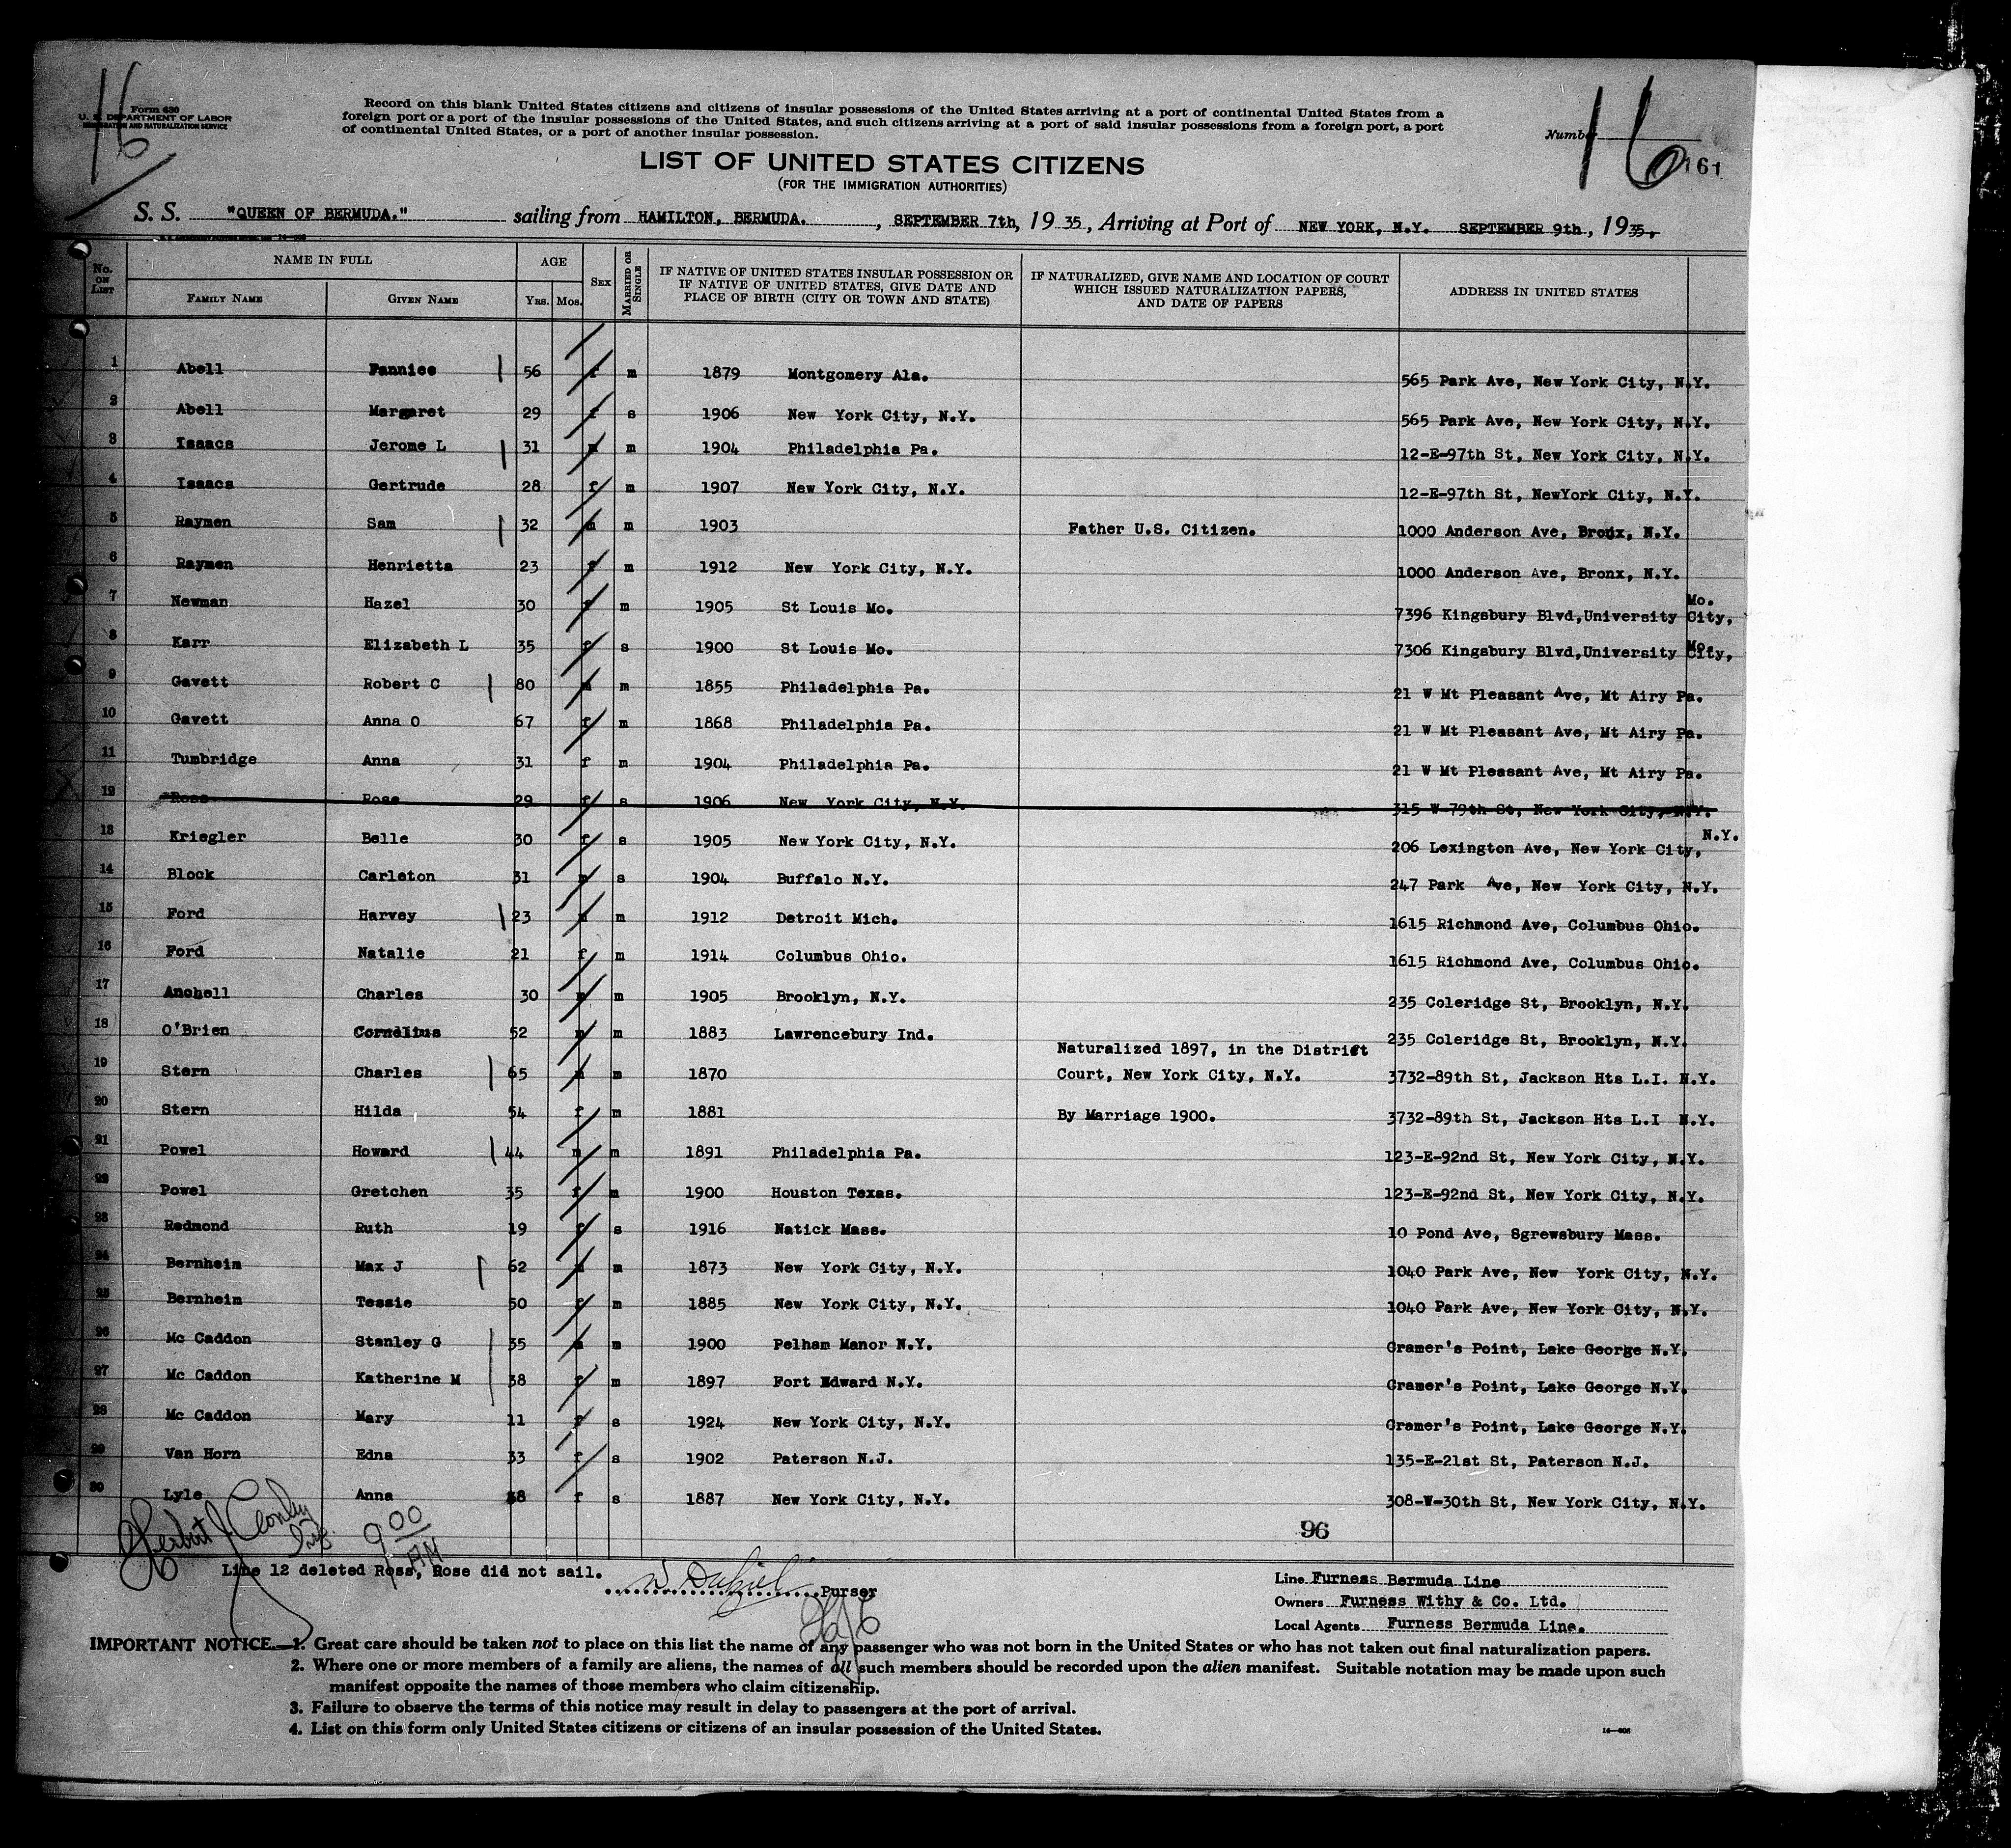 16
Form 630
U. S. DEPARTMENT OF LABOR
IMMIGRATION AND NATURALIZATION SERVICE
Record on this blank United States citizens and citizens of insular possessions of the United States arriving at a port of continental United States from a
foreign port or a port of the insular possessions of the United States, and such citizens arriving at a port of said insular possessions from a foreign port, a port
of continental United States, or a port of another insular possession.
Number 16
161
LIST OF UNITED STATES CITIZENS
(FOR THE IMMIGRATION AUTHORITIES)
S. S. "QUEEN OF BERMUDA." sailing from HAMILTON, BERMUDA. , SEPTEMBER 7th, 19 35, Arriving at Port of NEW YORK, N.Y. SEPTEMBER 9th, 1935.
No. ON LIST NAME IN FULL AGE SEX MARRIED OR SINGLE IF NATIVE OF UNITED STATES INSULAR POSSESSION OR IF NATIVE OF UNITED STATES, GIVE DATE AND PLACE OF BIRTH (CITY OR TOWN AND STATE) IF NATURALIZED, GIVE NAME AND LOCATION OF COURT WHICH ISSUED NATURALIZATION PAPERS, AND DATE OF PAPERS ADDRESS IN UNITED STATES
FAMILY NAME GIVEN NAME YRS. MOS.
1 Abell Fannice 56 f m 1879 Montgomery Ala. 565 Park Ave, New York City, N.Y.
2 Abell Margaret 29 f s 1906 New York City, N.Y. 565 Park Ave, New York City, N.Y.
3 Isaacs Jerome L 31 m m 1904 Philadelphia Pa. 12-E-97th St, New York City, N.Y.
4 Isaacs Gertrude 28 f m 1907 New York City, N.Y. 12-E-97th St, NewYork City, N.Y.
5 Raymen Sam 32 m m 1903 Father U.S. Citizen. 1000 Anderson Ave, Bronx, N.Y.
6 Raymen Henrietta 23 f m 1912 New York City, N.Y. 1000 Anderson Ave, Bronx, N.Y.
7 Newman Hazel 30 f m 1905 St Louis Mo. 7396 Kingsbury Blvd,University City, Mo.
8 Karr Elizabeth L 35 f s 1900 St Louis Mo. 7306 Kingsbury Blvd,University City, Mo.
9 Gavett Robert C 80 m m 1855 Philadelphia Pa. 21 W Mt Pleasant Ave, Mt Airy Pa.
10 Gavett Anna O 67 f m 1868 Philadelphia Pa. 21 W Mt Pleasant Ave, Mt Airy Pa.
11 Tumbridge Anna 31 f m 1904 Philadelphia Pa. 21 W Mt Pleasant Ave, Mt Airy Pa.
12 Ross Rose 29 f s 1906 New York City, N.Y. 315 W 79th St, New York City, N.Y.
13 Kriegler Belle 30 f s 1905 New York City, N.Y. 206 Lexington Ave, New York City, N.Y.
14 Block Carleton 31 m s 1904 Buffalo N.Y. 247 Park Ave, New York City, N.Y.
15 Ford Harvey 23 m m 1912 Detroit Mich. 1615 Richmond Ave, Columbus Ohio.
16 Ford Natalie 21 f m 1914 Columbus Ohio. 1615 Richmond Ave, Columbus Ohio.
17 Anchell Charles 30 m m 1905 Brooklyn, N.Y. 235 Coleridge St, Brooklyn, N.Y.
18 O'Brien Cornelius 52 m m 1883 Lawrencebury Ind. 235 Coleridge St, Brooklyn, N.Y.
19 Stern Charles 65 m m 1870 Naturalized 1897, in the District Court, New York City, N.Y. 3732-89th St, Jackson Hts L.I. N.Y.
20 Stern Hilda 54 f m 1881 By Marriage 1900. 3732-89th St, Jackson Hts L.I N.Y.
21 Powel Howard 44 m m 1891 Philadelphia Pa. 123-E-92nd St, New York City, N.Y.
22 Powel Gretchen 35 f m 1900 Houston Texas. 123-E-92nd St, New York City, N.Y.
23 Redmond Ruth 19 f s 1916 Natick Mass. 10 Pond Ave, Sgrewsbury Mass.
24 Bernheim Max J 62 m m 1873 New York City, N.Y. 1040 Park Ave, New York City, N.Y.
25 Bernheim Tessie 50 f m 1885 New York City, N.Y. 1040 Park Ave, New York City, N.Y.
26 Mc Caddon Stanley G 35 m m 1900 Pelham Manor N.Y. Cramer's Point, Lake George N.Y.
27 Mc Caddon Katherine M 38 f m 1897 Fort Edward N.Y. Cramer's Point, Lake George N.Y.
28 Mc Caddon Mary 11 f s 1924 New York City, N.Y. Cramer's Point, Lake George N.Y.
29 Van Horn Edna 33 f s 1902 Paterson N.J. 135-E-21st St, Paterson N.J.
30 Lyle Anna 38 f s 1887 New York City, N.Y. 308-W-30th St, New York City, N.Y.
96
Herbert J
9 00 AM
Line 12 deleted Ross, Rose did not sail.
Purser
Line Furness Bermuda Line
Owners Furness Withy & Co. Ltd.
Local Agents Furness Bermuda Line.
IMPORTANT NOTICE.—1. Great care should be taken not to place on this list the name of any passenger who was not born in the United States or who has not taken out final naturalization papers.
2. Where one or more members of a family are aliens, the names of all such members should be recorded upon the alien manifest. Suitable notation may be made upon such
manifest opposite the names of those members who claim citizenship.
3. Failure to observe the terms of this notice may result in delay to passengers at the port of arrival.
4. List on this form only United States citizens or citizens of an insular possession of the United States.